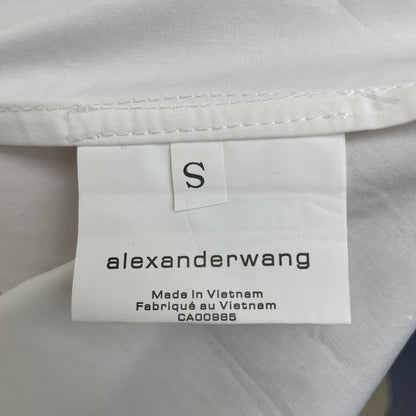 S
alexanderwang
Made In Vietnam
Fabriqué au Vietnam
CA00985